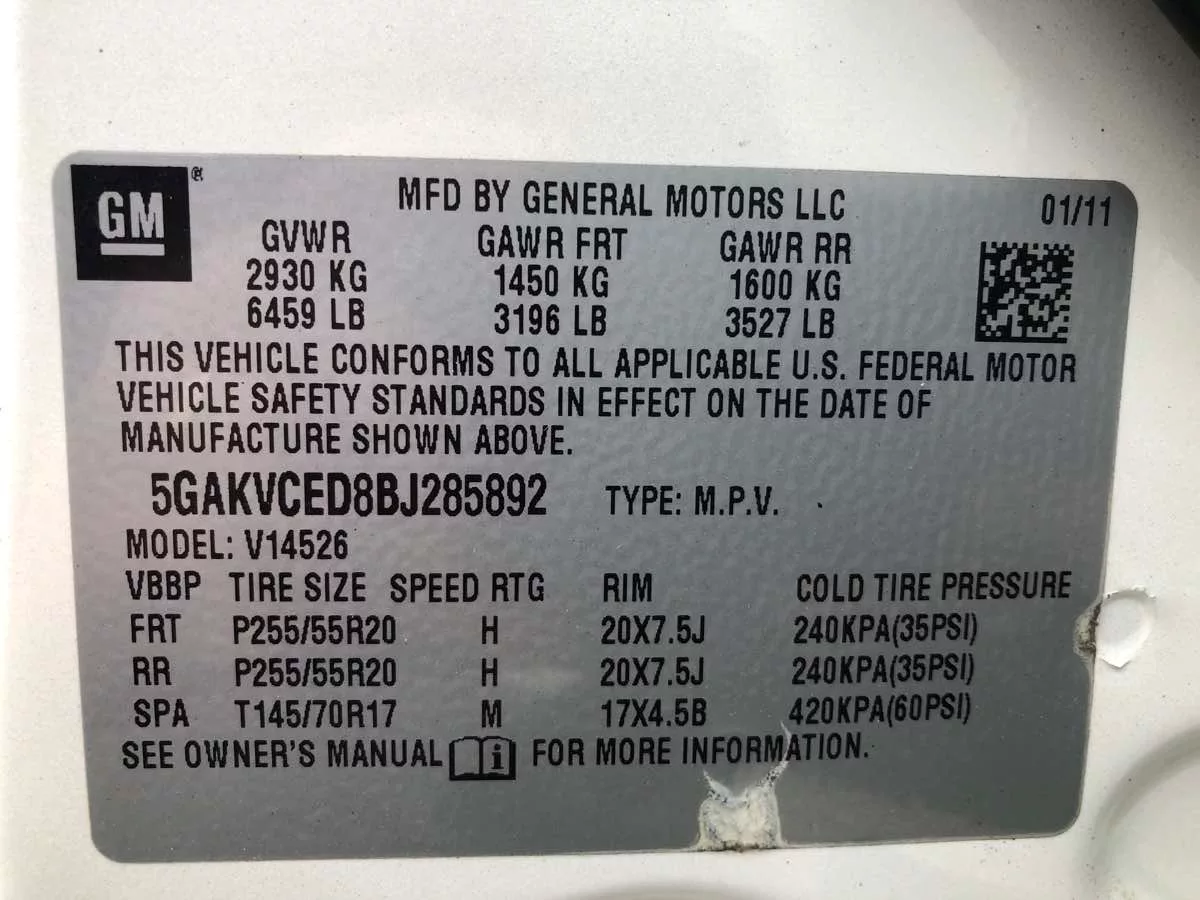 GM ®
MFD BY GENERAL MOTORS LLC 01/11
GVWR GAWR FRT GAWR RR
2930 KG 1450 KG 1600 KG
6459 LB 3196 LB 3527 LB
THIS VEHICLE CONFORMS TO ALL APPLICABLE U.S. FEDERAL MOTOR
VEHICLE SAFETY STANDARDS IN EFFECT ON THE DATE OF
MANUFACTURE SHOWN ABOVE.
5GAKVCED8BJ285892 TYPE: M.P.V.
MODEL: V14526
VBBP TIRE SIZE SPEED RTG RIM COLD TIRE PRESSURE
FRT P255/55R20 H 20X7.5J 240KPA(35PSI)
RR P255/55R20 H 20X7.5J 240KPA(35PSI)
SPA T145/70R17 M 17X4.5B 420KPA(60PSI)
SEE OWNER'S MANUAL i FOR MORE INFORMATION.